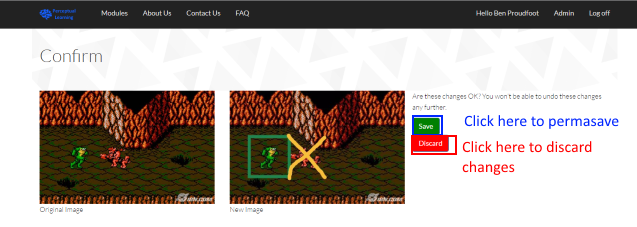 Permahost
Learning
Modules About Us Contact Us FAQ Hello Ben Proudfoot Admin Log off
Confirm
Are these changes OK? You won't be able to undo these changes
any further.
Save
Click here to permasave
Discard
Click here to discard
changes
Original Image
New Image